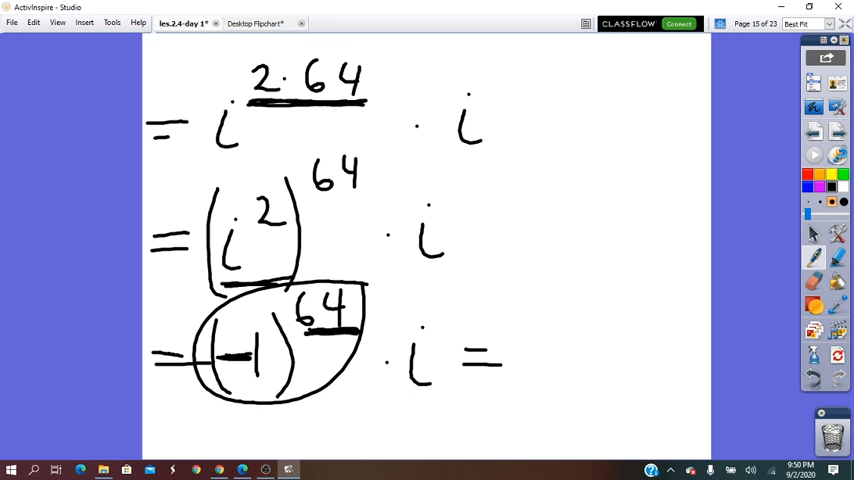 ActivInspire - Studio
File Edit View Insert Tools Help
les.2.4-day 1* Desktop Flipchart* CLASSFLOW Connect Page 15 of 23 Best Fit
= i^{2·64} · i
= (i^2)^{64} · i
= (-1)^{64} · i =
9:50 PM
9/2/2020